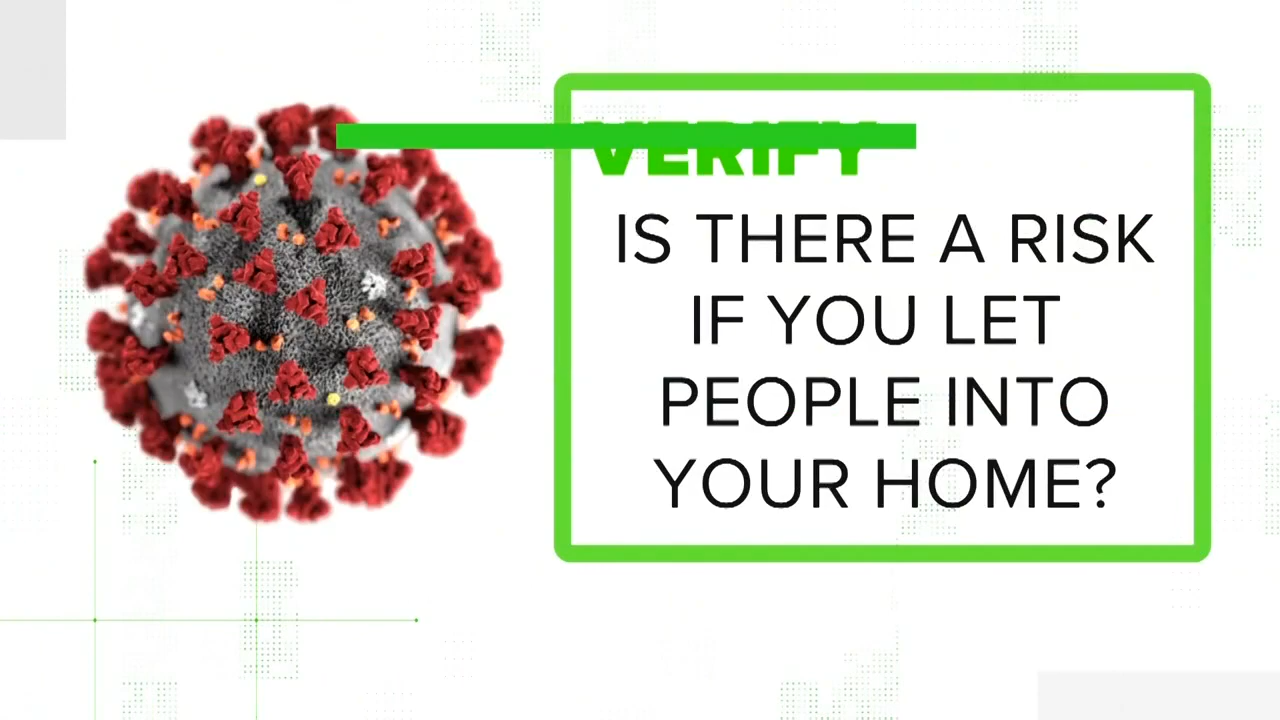 VERIFY
IS THERE A RISK
IF YOU LET
PEOPLE INTO
YOUR HOME?